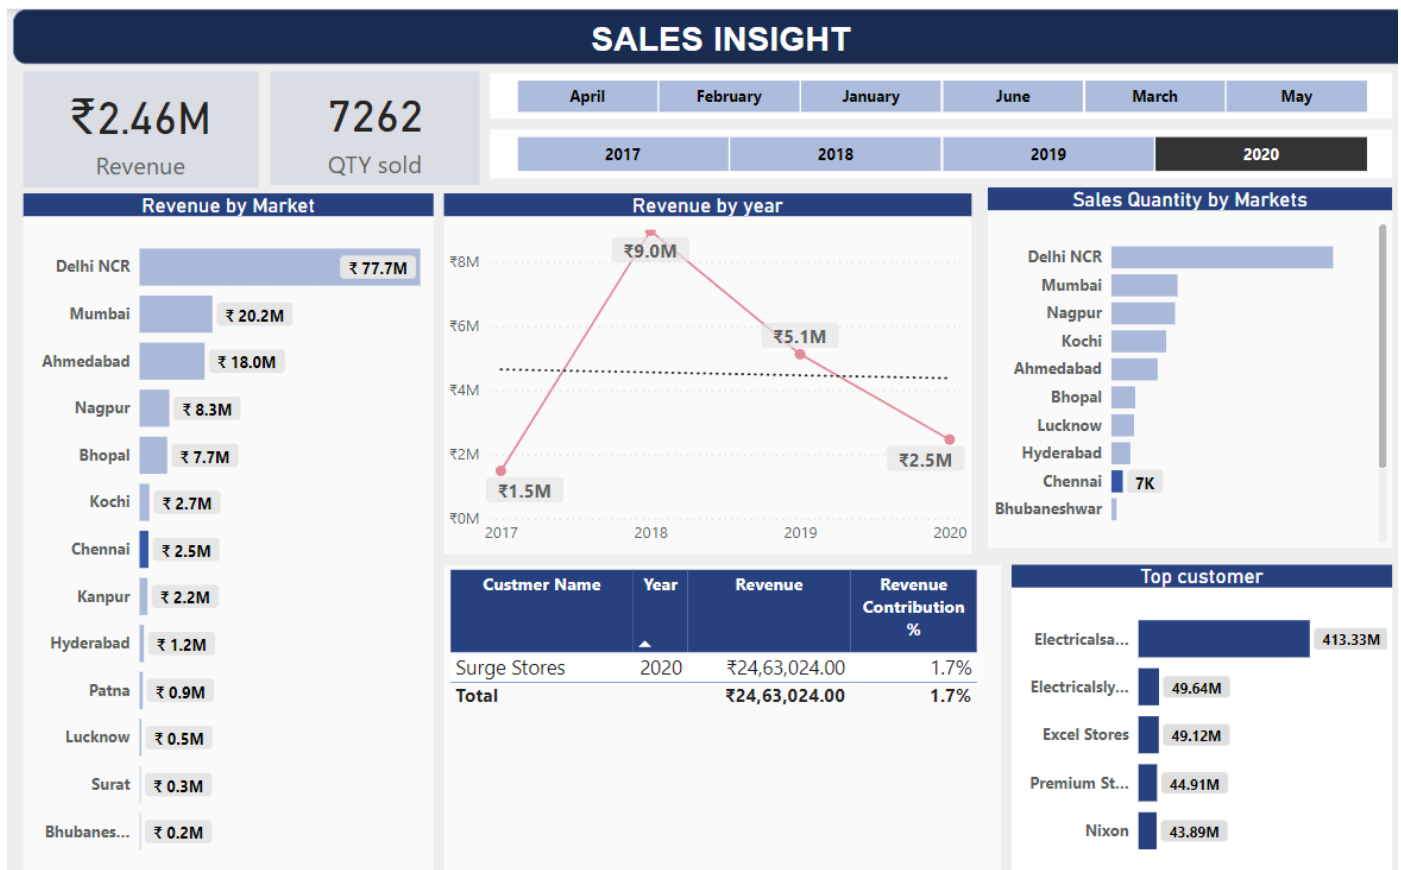 SALES INSIGHT
₹2.46M
Revenue
7262
QTY sold
April February January June March May
2017 2018 2019 2020
Revenue by Market
Delhi NCR ₹ 77.7M
Mumbai ₹ 20.2M
Ahmedabad ₹ 18.0M
Nagpur ₹ 8.3M
Bhopal ₹ 7.7M
Kochi ₹ 2.7M
Chennai ₹ 2.5M
Kanpur ₹ 2.2M
Hyderabad ₹ 1.2M
Patna ₹ 0.9M
Lucknow ₹ 0.5M
Surat ₹ 0.3M
Bhubanes... ₹ 0.2M
Revenue by year
₹8M
₹6M
₹4M
₹2M
₹0M
₹9.0M
₹5.1M
₹2.5M
₹1.5M
2017 2018 2019 2020
Sales Quantity by Markets
Delhi NCR
Mumbai
Nagpur
Kochi
Ahmedabad
Bhopal
Lucknow
Hyderabad
Chennai 7K
Bhubaneshwar
Custmer Name Year Revenue Revenue
Contribution
%
Surge Stores 2020 ₹24,63,024.00 1.7%
Total ₹24,63,024.00 1.7%
Top customer
Electricalsa... 413.33M
Electricalsly... 49.64M
Excel Stores 49.12M
Premium St... 44.91M
Nixon 43.89M